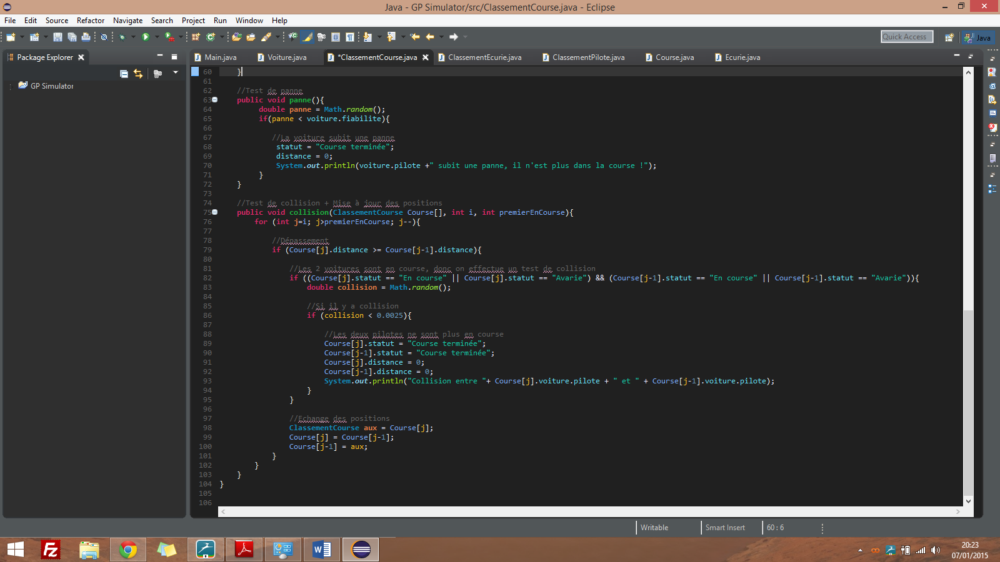 Java - GP Simulator/src/ClassementCourse.java - Eclipse
File Edit Source Refactor Navigate Search Project Run Window Help
Quick Access Java
Package Explorer
GP Simulator
Main.java Voiture.java *ClassementCourse.java ClassementEcurie.java ClassementPilote.java Course.java Ecurie.java
60 }
61
62 //Test de panne
63 public void panne(){
64 double panne = Math.random();
65 if(panne < voiture.fiabilite){
66
67 //La voiture subit une panne
68 statut = "Course terminée";
69 distance = 0;
70 System.out.println(voiture.pilote +" subit une panne, il n'est plus dans la course !");
71 }
72 }
73
74 //Test de collision + Mise à jour des positions
75 public void collision(ClassementCourse Course[], int i, int premierEnCourse){
76 for (int j=i; j>premierEnCourse; j--){
77
78 //Dépassement
79 if (Course[j].distance >= Course[j-1].distance){
80
81 //Les 2 voitures sont en course, donc on effectue un test de collision
82 if ((Course[j].statut == "En course" || Course[j].statut == "Avarie") && (Course[j-1].statut == "En course" || Course[j-1].statut == "Avarie")){
83 double collision = Math.random();
84
85 //Si il y a collision
86 if (collision < 0.0025){
87
88 //Les deux pilotes ne sont plus en course
89 Course[j].statut = "Course terminée";
90 Course[j-1].statut = "Course terminée";
91 Course[j].distance = 0;
92 Course[j-1].distance = 0;
93 System.out.println("Collision entre "+ Course[j].voiture.pilote + " et " + Course[j-1].voiture.pilote);
94 }
95 }
96
97 //Echange des positions
98 ClassementCourse aux = Course[j];
99 Course[j] = Course[j-1];
100 Course[j-1] = aux;
101 }
102 }
103 }
104 }
105
106
Writable Smart Insert 60 : 6
20:23
07/01/2015